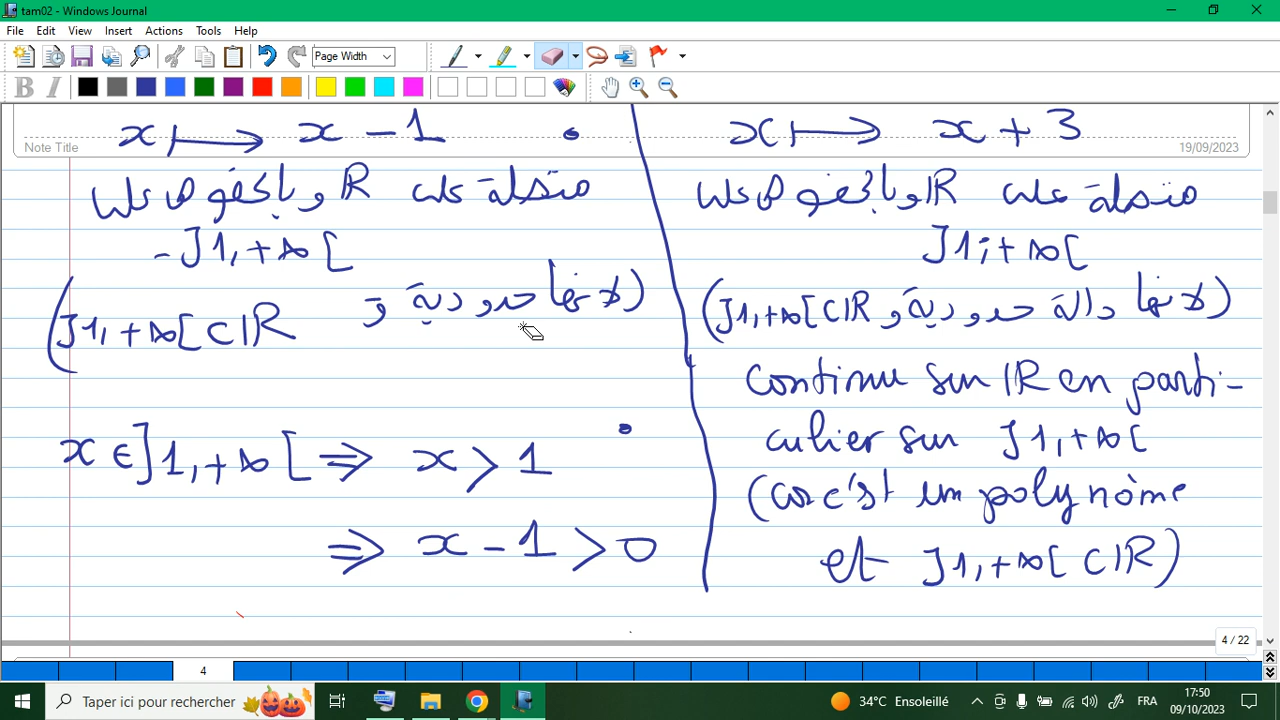 tam02 - Windows Journal
File Edit View Insert Actions Tools Help
Page Width
B I
x ⟼ x - 1 •
متصلة على ℝ و بالخصوص على
- ]1, +∞[
(لأنها حدودية و
]1, +∞[ ⊂ ℝ
x ∈ ]1, +∞[ ⇒ x > 1 •
⇒ x - 1 > 0
x ⟼ x + 3
Note Title
19/09/2023
متصلة على ℝ و بالخصوص على
]1; +∞[
(لأنها دالة حدودية و ]1, +∞[ ⊂ ℝ)
Continue sur ℝ en parti-
culier sur ]1, +∞[
(car c'est un polynôme
et ]1, +∞[ ⊂ ℝ)
4 / 22
4
Taper ici pour rechercher
34°C Ensoleillé
FRA
17:50
09/10/2023